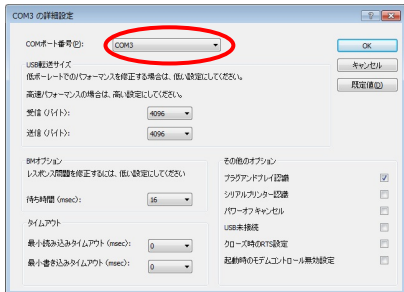 COM3 の詳細設定
COMポート番号(P): COM3
OK
キャンセル
既定値(D)
USB転送サイズ
低ボーレートでのパフォーマンスを修正する場合は、低い設定にしてください。
高速パフォーマンスの場合は、高い設定にしてください。
受信 (バイト): 4096
送信 (バイト): 4096
BMオプション
レスポンス問題を修正するには、低い設定にしてください
待ち時間 (msec): 16
タイムアウト
最小読み込みタイムアウト (msec): 0
最小書き込みタイムアウト (msec): 0
その他のオプション
プラグアンドプレイ認識
シリアルプリンター認識
パワーオフ キャンセル
USB未接続
クローズ時のRTS設定
起動時のモデムコントロール無効設定